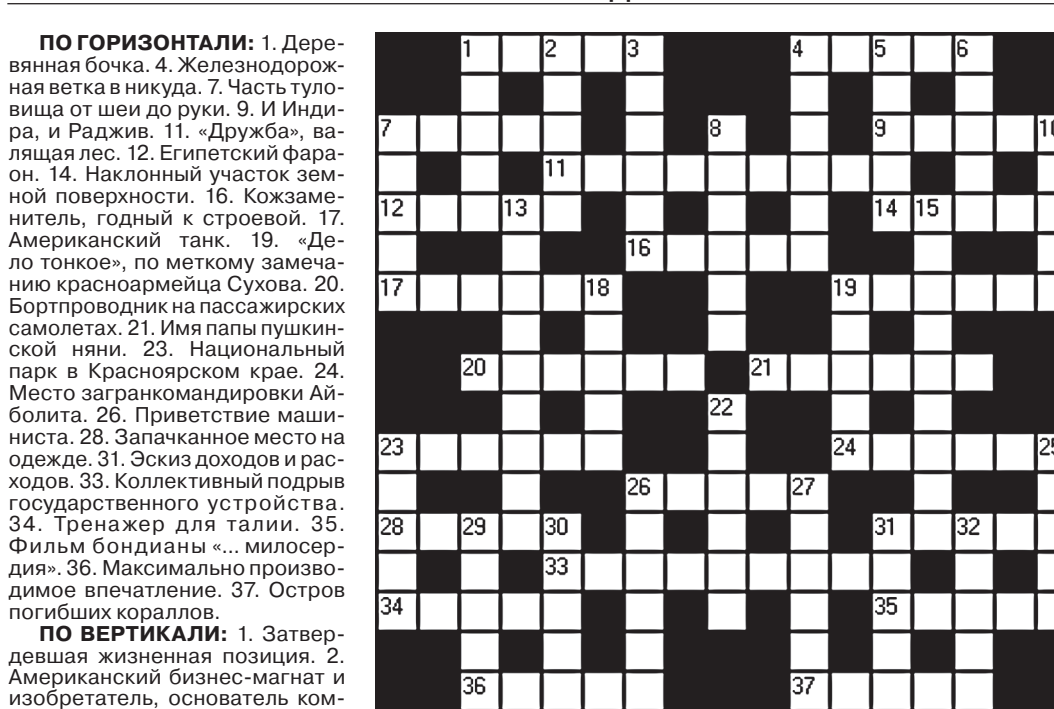 ПО ГОРИЗОНТАЛИ: 1. Дере-
вянная бочка. 4. Железнодорож-
ная ветка в никуда. 7. Часть туло-
вища от шеи до руки. 9. И Инди-
ра, и Раджив. 11. «Дружба», ва-
лящая лес. 12. Египетский фара-
он. 14. Наклонный участок зем-
ной поверхности. 16. Кожзаме-
нитель, годный к строевой. 17.
Американский танк. 19. «Де-
ло тонкое», по меткому замеча-
нию красноармейца Сухова. 20.
Бортпроводник на пассажирских
самолетах. 21. Имя папы пушкин-
ской няни. 23. Национальный
парк в Красноярском крае. 24.
Место загранкомандировки Ай-
болита. 26. Приветствие маши-
ниста. 28. Запачканное место на
одежде. 31. Эскиз доходов и рас-
ходов. 33. Коллективный подрыв
государственного устройства.
34. Тренажер для талии. 35.
Фильм бондианы «... милосер-
дия». 36. Максимально произво-
димое впечатление. 37. Остров
погибших кораллов.
ПО ВЕРТИКАЛИ: 1. Затвер-
девшая жизненная позиция. 2.
Американский бизнес-магнат и
изобретатель, основатель ком-
1 2 3 4 5 6
7 8 9 10
11
12 13 14 15
16
17 18 19
20 21
22
23 24 25
26 27
28 29 30 31 32
33
34 35
36 37